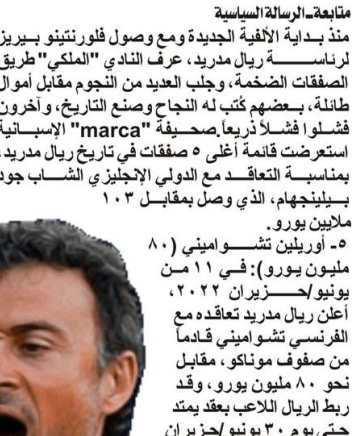 متابعة_الرسالة السياسية
منذ بداية الألفية الجديدة ومع وصول فلورنتينو بيريز
لرئاسة ريال مدريد، عرف النادي "الملكي" طريق
الصفقات الضخمة، وجلب العديد من النجوم مقابل أموال
طائلة، بعضهم كُتب له النجاح وصنع التاريخ، وآخرون
فشلوا فشلاً ذريعاً.صحيفة "marca" الإسبانية
استعرضت قائمة أغلى ٥ صفقات في تاريخ ريال مدريد،
بمناسبة التعاقد مع الدولي الإنجليزي الشاب جود
بيلينجهام، الذي وصل بمقابل ١٠٣
ملايين يورو.
٥- أوريلين تشواميني (٨٠
مليون يورو): في ١١ من
يونيو/حزيران ٢٠٢٢،
أعلن ريال مدريد تعاقده مع
الفرنسي تشواميني قادماً
من صفوف موناكو، مقابل
نحو ٨٠ مليون يورو، وقد
ربط الريال اللاعب بعقد يمتد
حتى يوم ٣٠ يونيو/حزيران